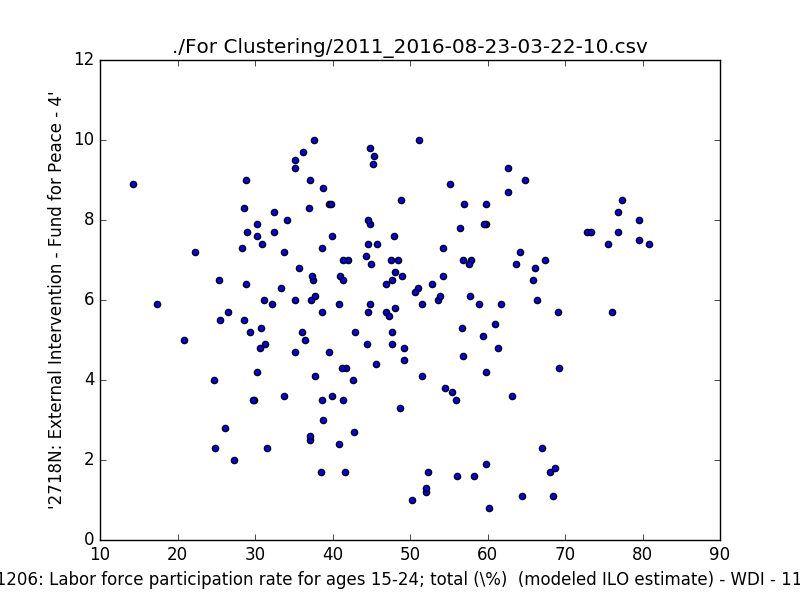 ./For Clustering/2011_2016-08-23-03-22-10.csv
'2718N: External Intervention - Fund for Peace - 4'
12
10
8
6
4
2
0
10 20 30 40 50 60 70 80 90
1206: Labor force participation rate for ages 15-24; total (\%) (modeled ILO estimate) - WDI - 11